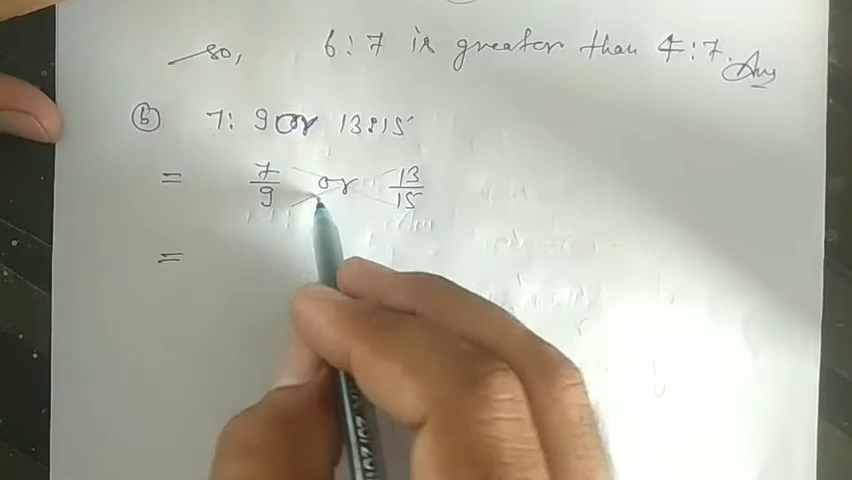 so, 6:7 is greater than 4:7. Ans
(b) 7:9 or 13:15
= 7/9 or 13/15
=